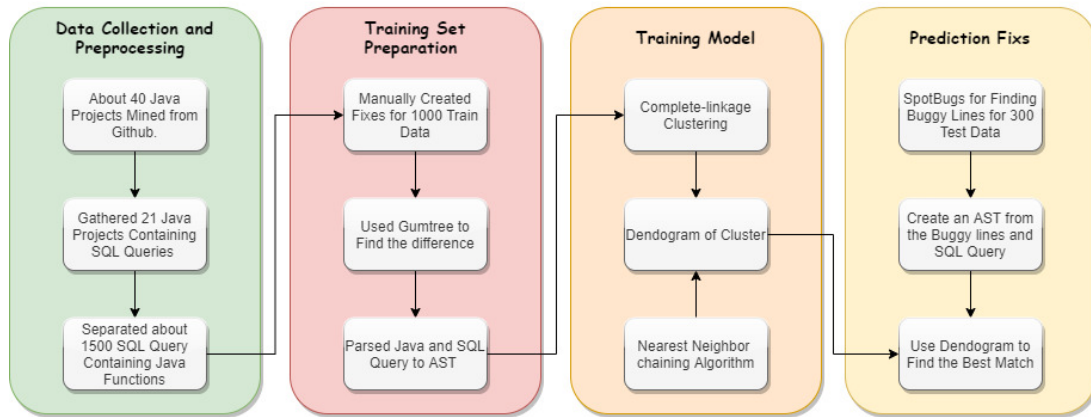 Data Collection and
Preprocessing
About 40 Java
Projects Mined from
Github.
Gathered 21 Java
Projects Containing
SQL Queries
Separated about
1500 SQL Query
Containing Java
Functions
Training Set
Preparation
Manually Created
Fixes for 1000 Train
Data
Used Gumtree to
Find the difference
Parsed Java and SQL
Query to AST
Training Model
Complete-linkage
Clustering
Dendogram of Cluster
Nearest Neighbor
chaining Algorithm
Prediction Fixs
SpotBugs for Finding
Buggy Lines for 300
Test Data
Create an AST from
the Buggy lines and
SQL Query
Use Dendogram to
Find the Best Match